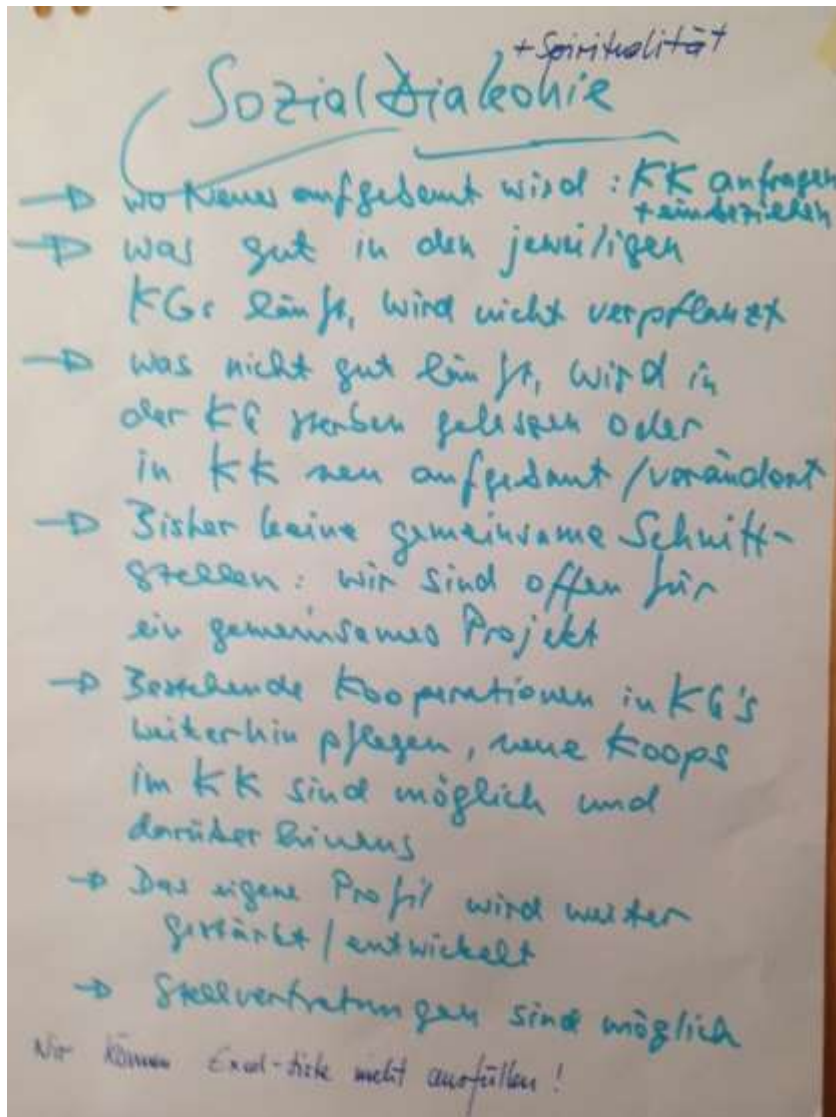 + Spiritualität
SozialDiakonie
→ wo Neues aufgebaut wird: KK anfragen
+ einbeziehen
→ was gut in den jeweiligen
KGs läuft, wird nicht verpflanzt
→ was nicht gut läuft, wird in
der KG sterben gelassen oder
in KK neu aufgebaut / verändert
→ Bisher keine gemeinsame Schnitt-
stellen: wir sind offen für
ein gemeinsames Projekt
→ Bestehende Kooperationen in KG's
weiterhin pflegen, neue Koops
im KK sind möglich und
darüber hinaus
→ Das eigene Profil wird weiter
gestärkt / entwickelt
→ Stellvertretungen sind möglich
Wir können Excel-liste nicht ausfüllen!